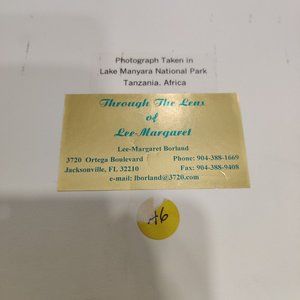 Photograph Taken in
Lake Manyara National Park
Tanzania, Africa
Through The Lens
of
Lee-Margaret
Lee-Margaret Borland
3720 Ortega Boulevard Phone: 904-388-1669
Jacksonville, FL 32210 Fax: 904-388-9408
e-mail: lborland@3720.com
A6